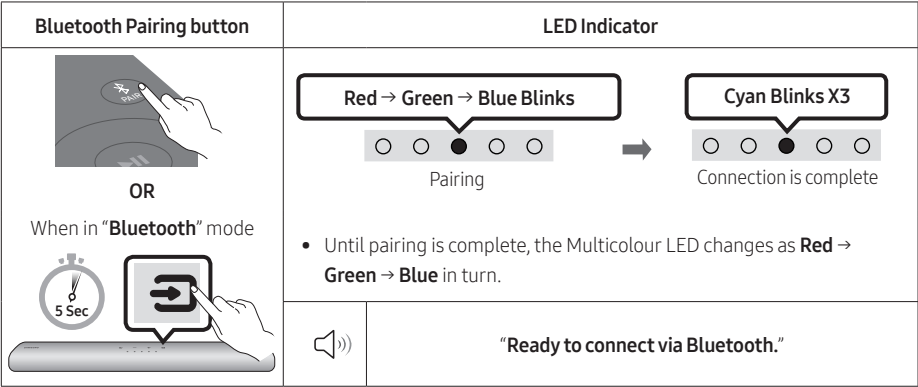 Bluetooth Pairing button
LED Indicator
PAIR
OR
When in “Bluetooth” mode
5 Sec
Red → Green → Blue Blinks
Pairing
Cyan Blinks X3
Connection is complete
• Until pairing is complete, the Multicolour LED changes as Red →
Green → Blue in turn.
“Ready to connect via Bluetooth.”